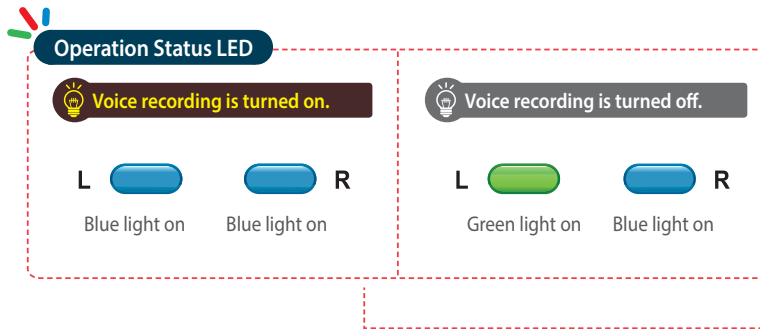 Operation Status LED
Voice recording is turned on.
L R
Blue light on Blue light on
Voice recording is turned off.
L R
Green light on Blue light on